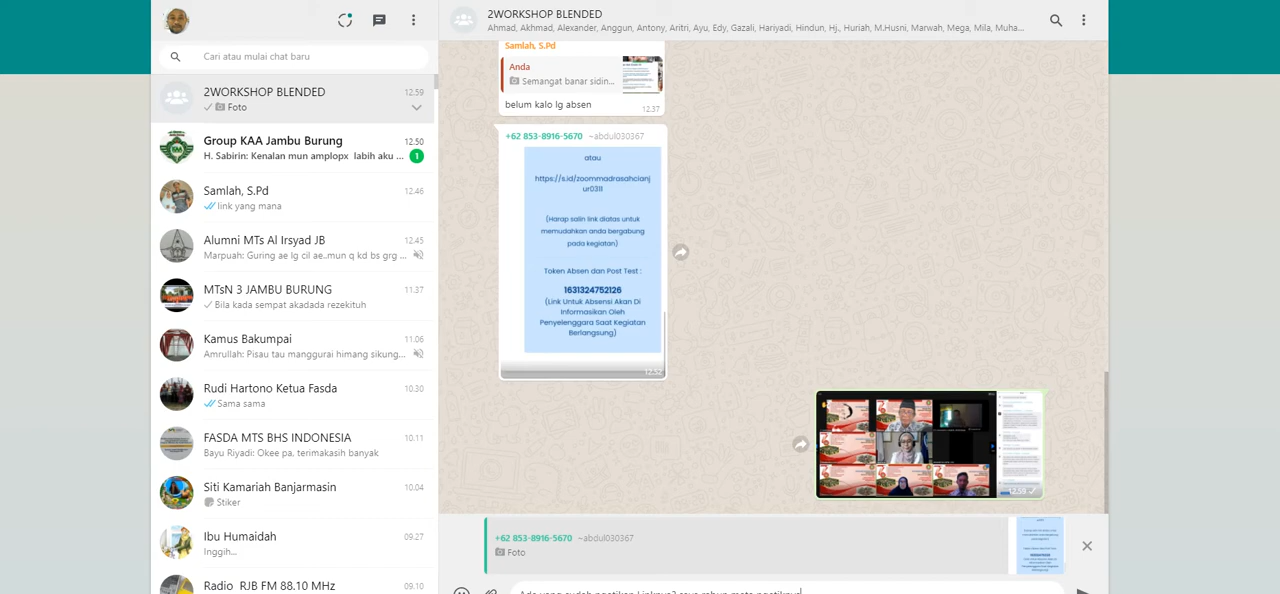 Cari atau mulai chat baru
2WORKSHOP BLENDED
12.59
Foto
Group KAA Jambu Burung
12.50
H. Sabirin: Kenalan mun amplopx labih aku ...
1
Samlah, S.Pd
12.46
link yang mana
Alumni MTs Al Irsyad JB
12.45
Marpuah: Guring ae lg cil ae..mun q kd bs grg ...
MTsN 3 JAMBU BURUNG
11.37
Bila kada sempat akadada rezekituh
Kamus Bakumpai
11.06
Amrullah: Pisau tau manggurai himang sikung...
Rudi Hartono Ketua Fasda
10.30
Sama sama
FASDA MTS BHS INDONESIA
10.11
Bayu Riyadi: Okee pak terimakasih banyak
Siti Kamariah Banjar
10.04
Stiker
Ibu Humaidah
09.27
Inggih...
Radio RJB FM 88.10 MHz
09.10
2WORKSHOP BLENDED
Ahmad, Akhmad, Alexander, Anggun, Antony, Aritri, Ayu, Edy, Gazali, Hariyadi, Hindun, Hj., Huriah, M.Husni, Marwah, Mega, Mila, Muha...
Samlah, S.Pd
Anda
Semangat banar sidin...
belum kalo lg absen
12.37
+62 853-8916-5670 ~abdul030367
atau
https://s.id/zoommadrasahcianj
ur0311
(Harap salin link diatas untuk
memudahkan anda bergabung
pada kegiatan)
Token Absen dan Post Test :
1631324752126
(Link Untuk Absensi Akan Di
Informasikan Oleh
Penyelenggara Saat Kegiatan
Berlangsung)
12.52
12.59
+62 853-8916-5670 ~abdul030367
Foto